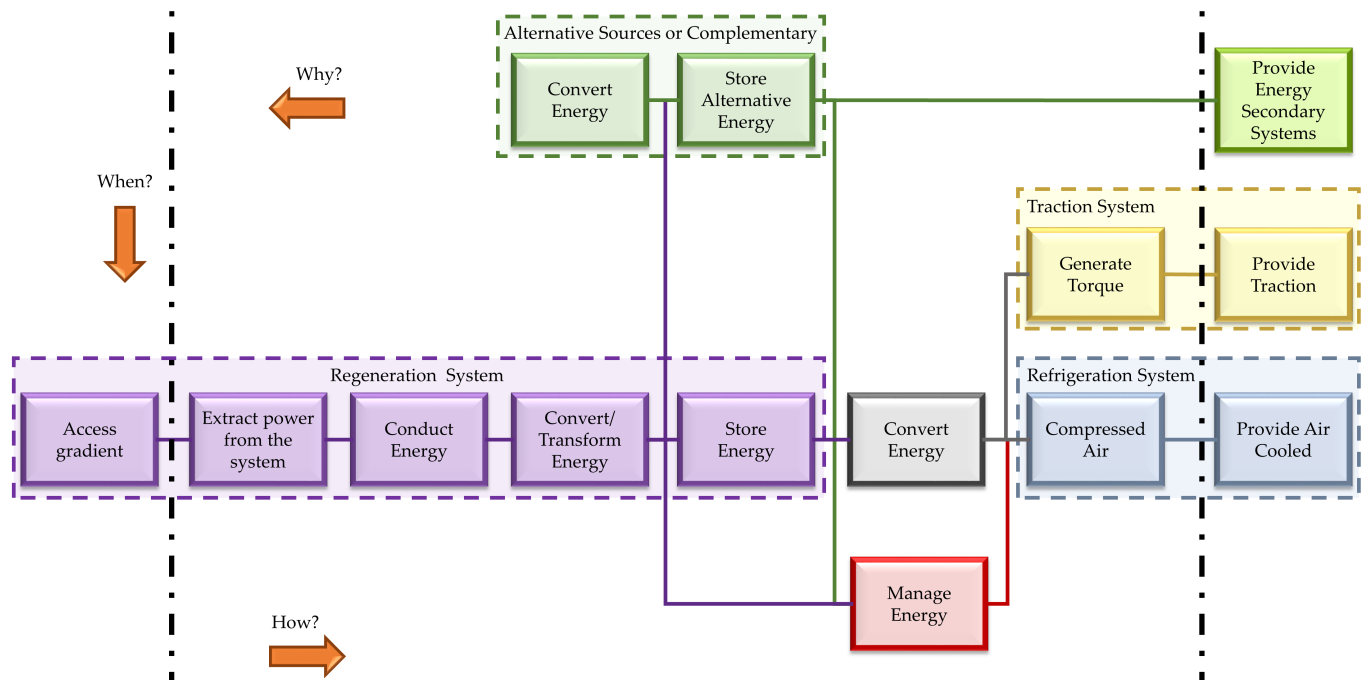 Alternative Sources or Complementary
Convert
Energy
Store
Alternative
Energy
Provide
Energy
Secondary
Systems
Why?
When?
Traction System
Generate
Torque
Provide
Traction
Regeneration  System
Access
gradient
Extract power
from the
system
Conduct
Energy
Convert/
Transform
Energy
Store
Energy
Convert
Energy
Refrigeration System
Compressed
Air
Provide Air
Cooled
Manage
Energy
How?